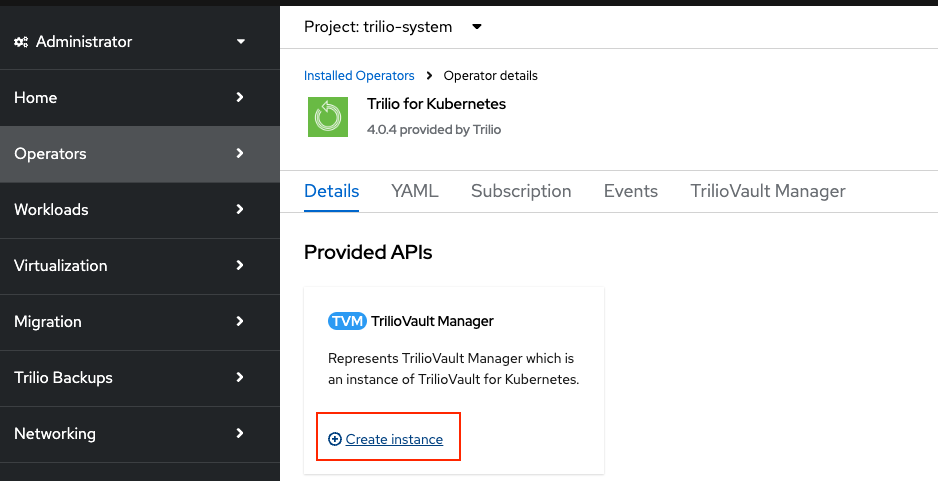 Administrator
Home
Operators
Workloads
Virtualization
Migration
Trilio Backups
Networking
Project: trilio-system
Installed Operators > Operator details
Trilio for Kubernetes
4.0.4 provided by Trilio
Details YAML Subscription Events TrilioVault Manager
Provided APIs
TVM TrilioVault Manager
Represents TrilioVault Manager which is
an instance of TrilioVault for Kubernetes.
Create instance